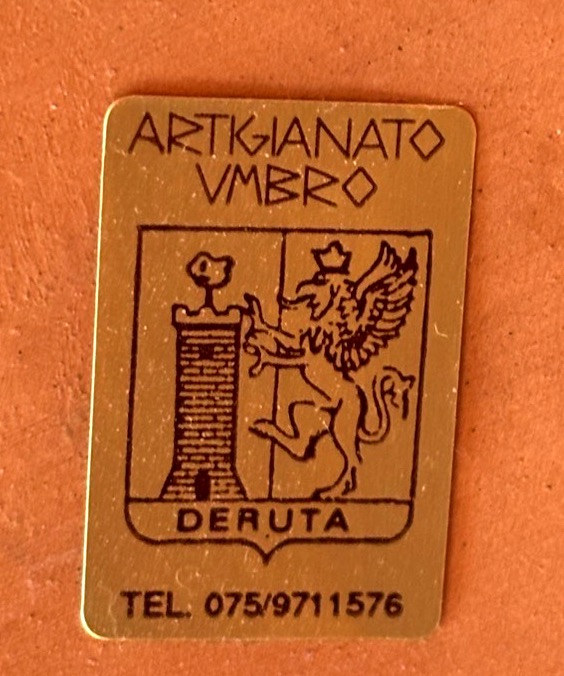 ARTIGIANATO
VMBRO
DERUTA
TEL. 075/9711576